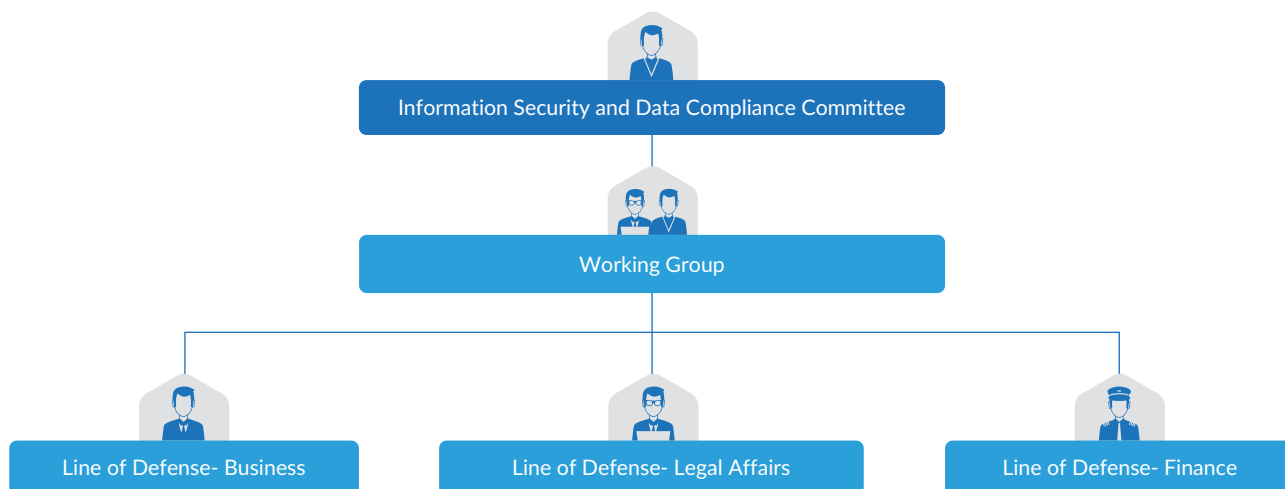 Information Security and Data Compliance Committee
Working Group
Line of Defense- Business
Line of Defense- Legal Affairs
Line of Defense- Finance